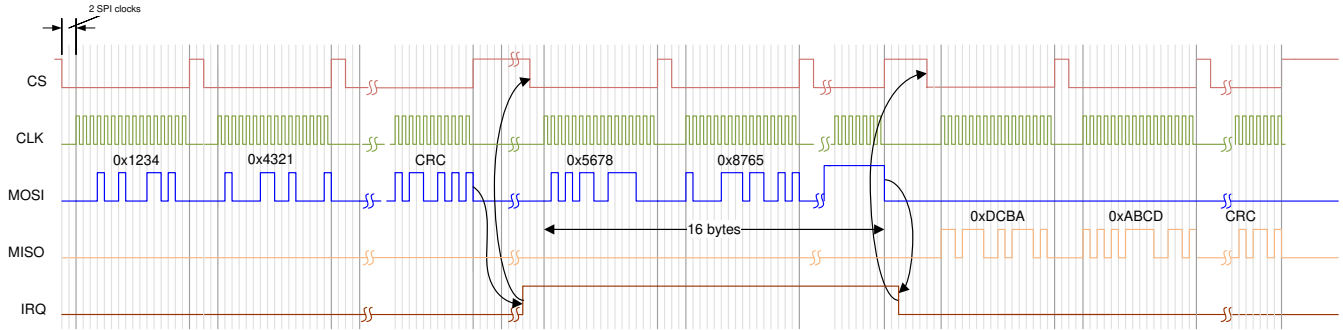 2 SPI clocks
CS
CLK
0x1234 0x4321 CRC 0x5678 0x8765
MOSI
0xDCBA 0xABCD CRC
16 bytes
MISO
IRQ